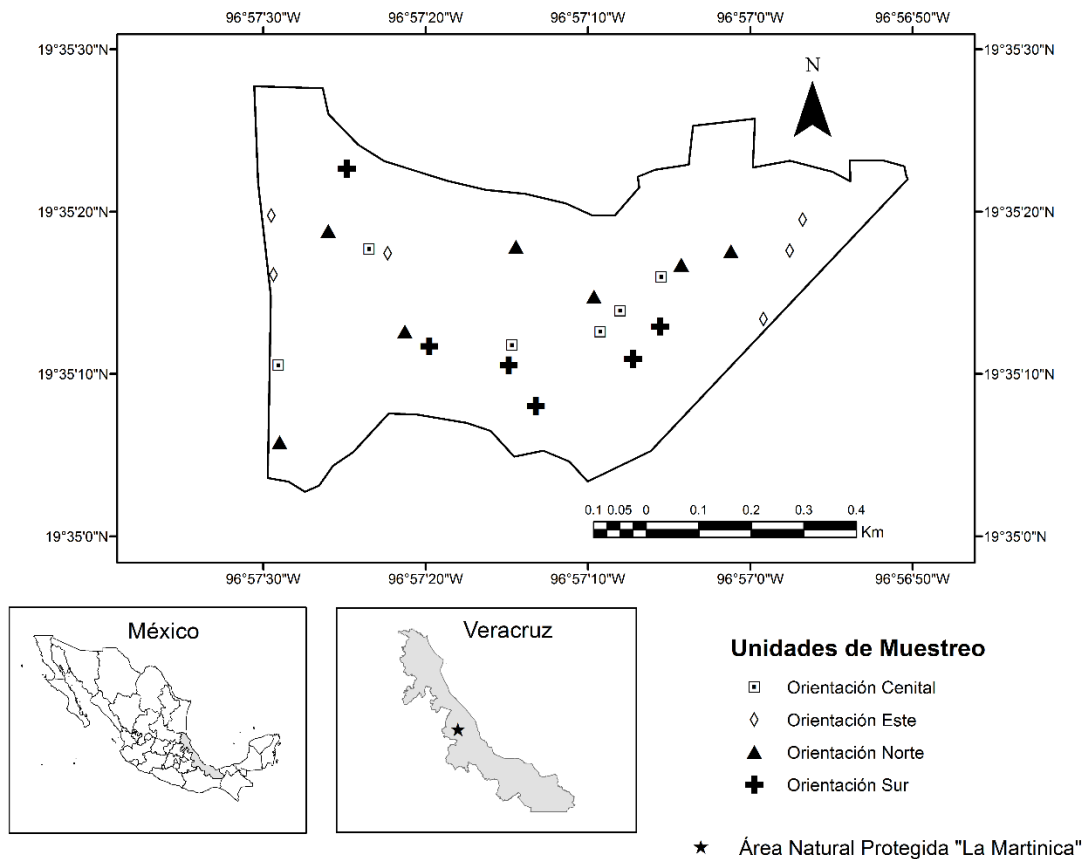 96°57'30"W 96°57'20"W 96°57'10"W 96°57'0"W 96°56'50"W
19°35'30"N 19°35'30"N
N
19°35'20"N 19°35'20"N
19°35'10"N 19°35'10"N
0.1 0.05 0 0.1 0.2 0.3 0.4
Km
19°35'0"N 19°35'0"N
96°57'30"W 96°57'20"W 96°57'10"W 96°57'0"W 96°56'50"W
México
Veracruz
Unidades de Muestreo
Orientación Cenital
Orientación Este
Orientación Norte
Orientación Sur
Área Natural Protegida "La Martinica"